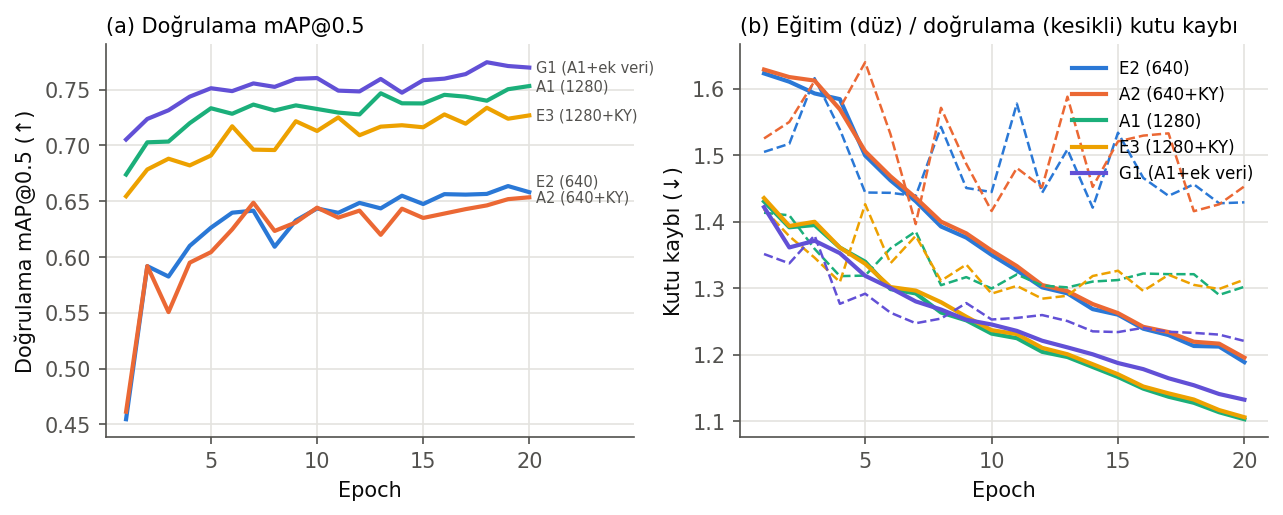 (a) Doğrulama mAP@0.5
Doğrulama mAP@0.5 (↑)
0.75
0.70
0.65
0.60
0.55
0.50
0.45
G1 (A1+ek veri)
A1 (1280)
E3 (1280+KY)
E2 (640)
A2 (640+KY)
5
10
15
20
Epoch
(b) Eğitim (düz) / doğrulama (kesikli) kutu kaybı
Kutu kaybı (↓)
1.6
1.5
1.4
1.3
1.2
1.1
E2 (640)
A2 (640+KY)
A1 (1280)
E3 (1280+KY)
G1 (A1+ek veri)
5
10
15
20
Epoch